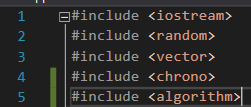 1 #include <iostream>
2 #include <random>
3 #include <vector>
4 #include <chrono>
5 #include <algorithm>